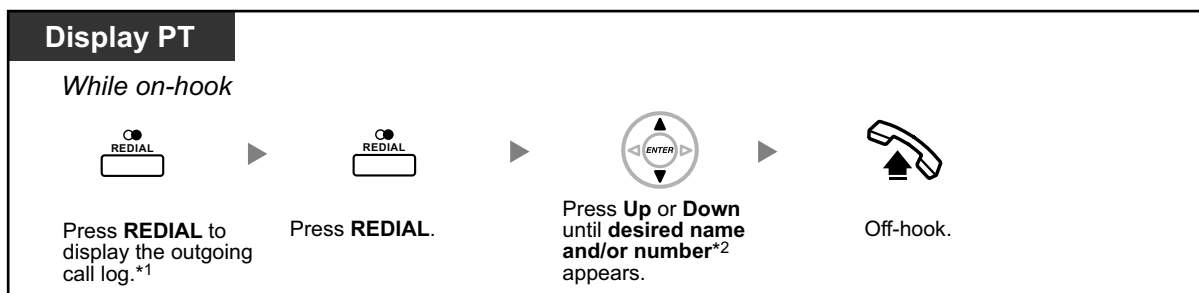 Display PT
While on-hook
REDIAL
REDIAL
ENTER
Press REDIAL to
display the outgoing
call log.*1
Press REDIAL.
Press Up or Down
until desired name
and/or number*2
appears.
Off-hook.